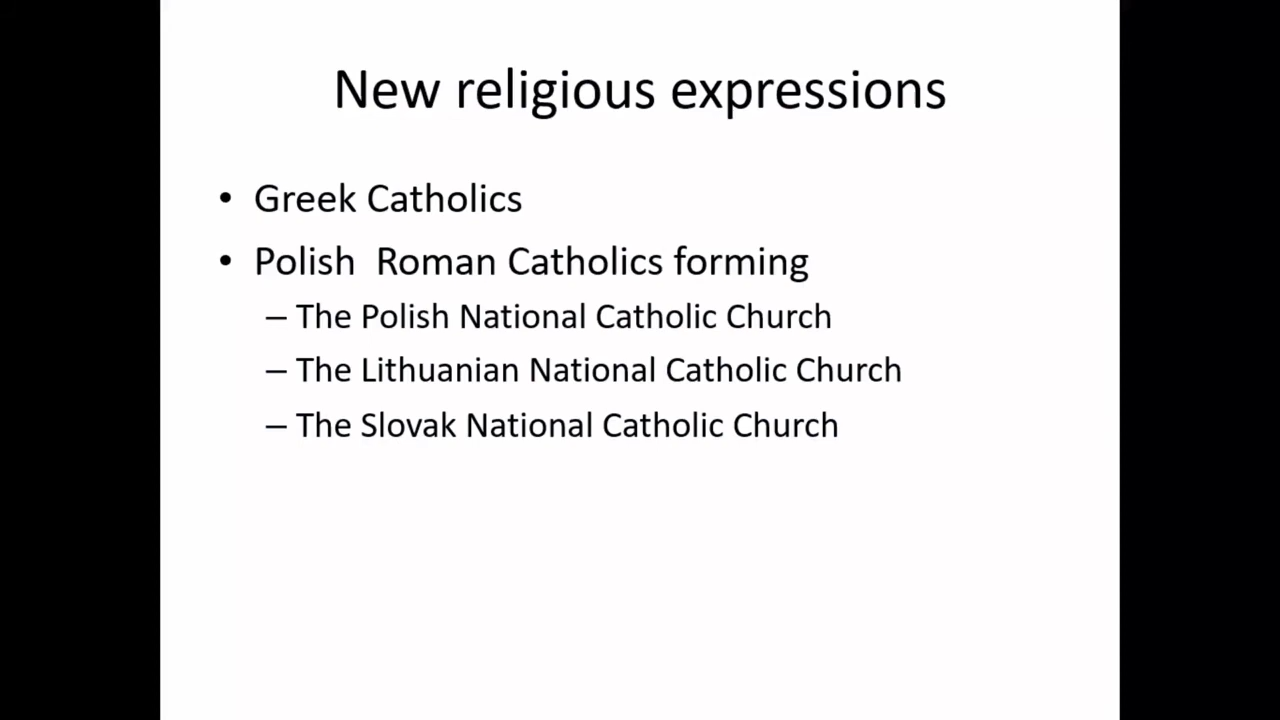 New religious expressions
• Greek Catholics
• Polish  Roman Catholics forming
– The Polish National Catholic Church
– The Lithuanian National Catholic Church
– The Slovak National Catholic Church